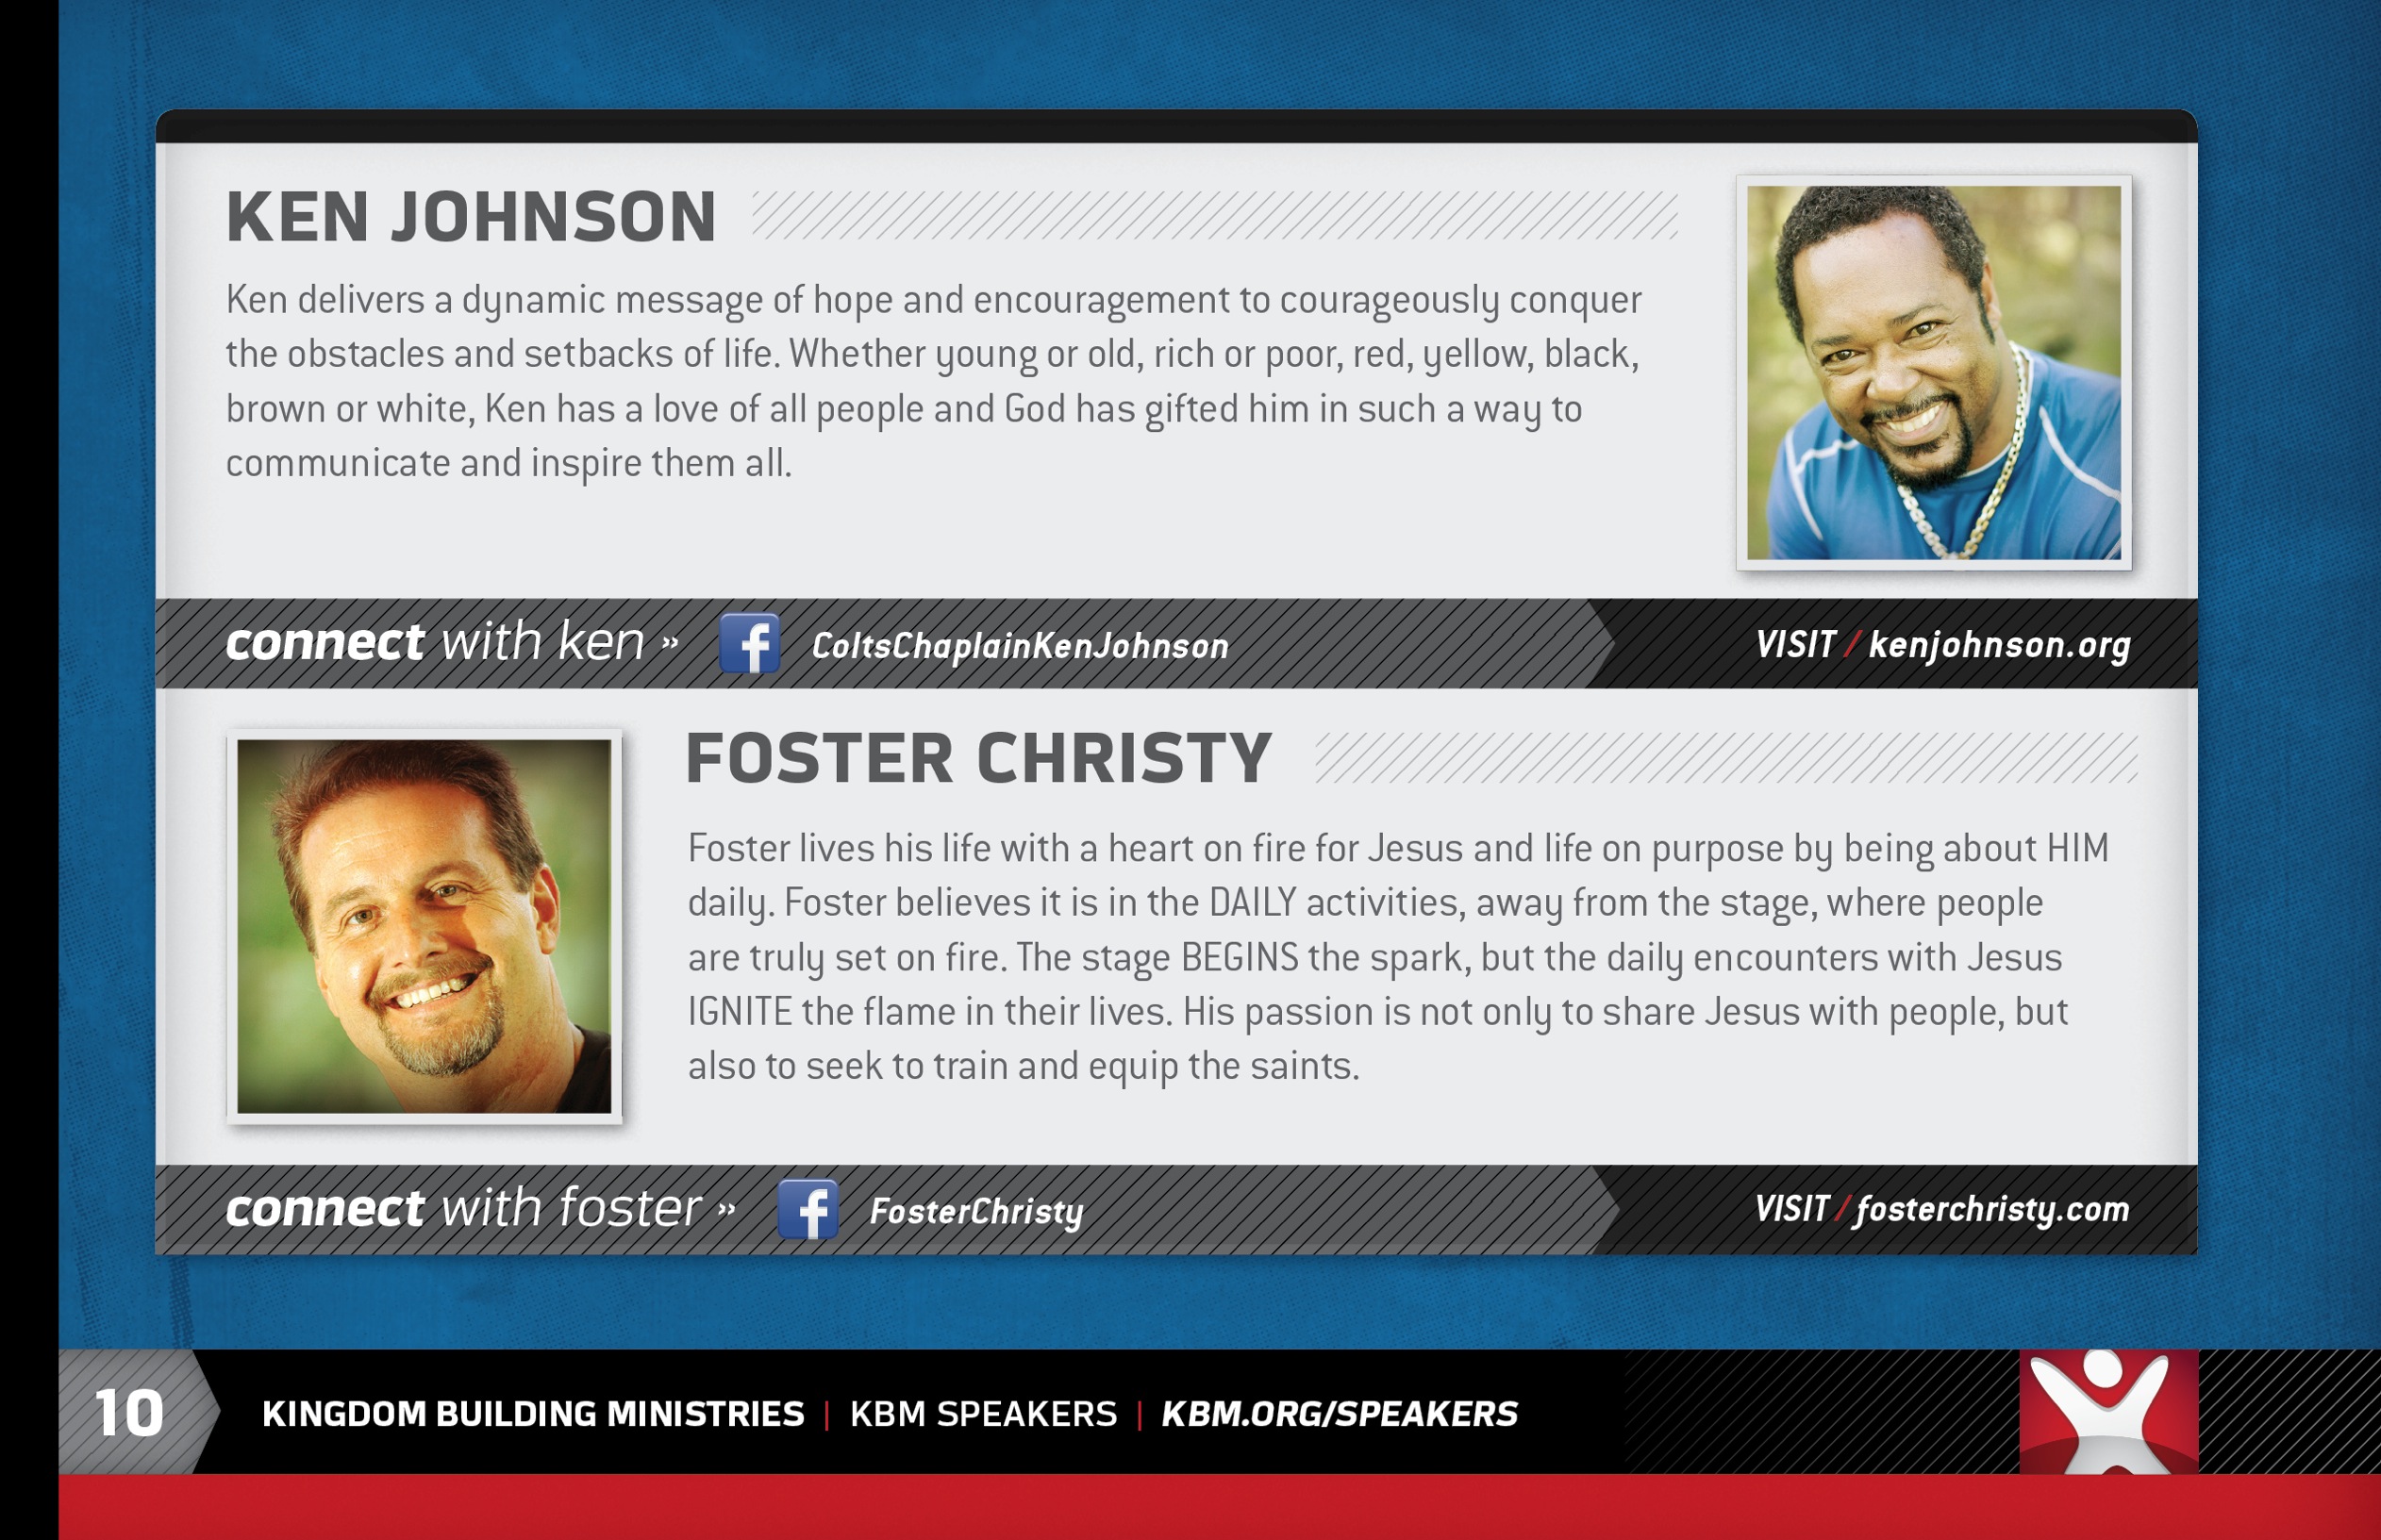 KEN JOHNSON
Ken delivers a dynamic message of hope and encouragement to courageously conquer
the obstacles and setbacks of life. Whether young or old, rich or poor, red, yellow, black,
brown or white, Ken has a love of all people and God has gifted him in such a way to
communicate and inspire them all.
connect with ken » f ColtsChaplainKenJohnson VISIT / kenjohnson.org
FOSTER CHRISTY
Foster lives his life with a heart on fire for Jesus and life on purpose by being about HIM
daily. Foster believes it is in the DAILY activities, away from the stage, where people
are truly set on fire. The stage BEGINS the spark, but the daily encounters with Jesus
IGNITE the flame in their lives. His passion is not only to share Jesus with people, but
also to seek to train and equip the saints.
connect with foster » f FosterChristy VISIT / fosterchristy.com
10 KINGDOM BUILDING MINISTRIES | KBM SPEAKERS | KBM.ORG/SPEAKERS